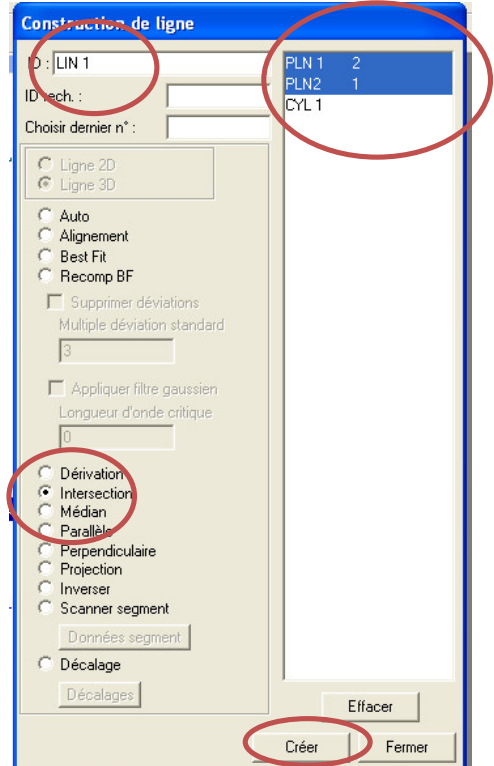 Construction de ligne
ID : LIN 1
ID rech. :
Choisir dernier n° :
Ligne 2D
Ligne 3D
Auto
Alignement
Best Fit
Recomp BF
Supprimer déviations
Multiple déviation standard
3
Appliquer filtre gaussien
Longueur d'onde critique
0
Dérivation
Intersection
Médian
Parallèle
Perpendiculaire
Projection
Inverser
Scanner segment
Données segment
Décalage
Décalages
PLN 1 2
PLN2 1
CYL 1
Effacer
Créer
Fermer